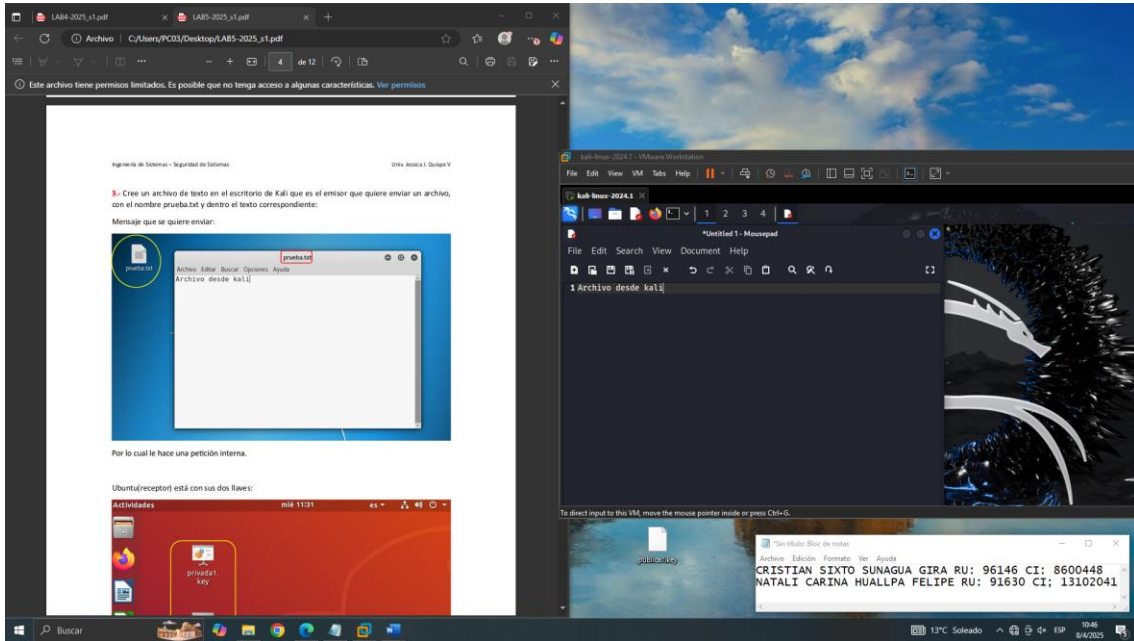 LAB4-2025_s1.pdf
LAB5-2025_s1.pdf
Archivo C:/Users/PC03/Desktop/LAB5-2025_s1.pdf
4 de 12
Este archivo tiene permisos limitados. Es posible que no tenga acceso a algunas características. Ver permisos
Ingeniería de Sistemas – Seguridad de Sistemas
Univ. Jessica J. Quispe V
3.- Cree un archivo de texto en el escritorio de Kali que es el emisor que quiere enviar un archivo,
con el nombre prueba.txt y dentro el texto correspondiente:
Mensaje que se quiere enviar:
prueba.txt
prueba.txt
Archivo Editar Buscar Opciones Ayuda
Archivo desde kali
Por lo cual le hace una petición interna.
Ubuntu(receptor) está con sus dos llaves:
Actividades
mié 11:31
es
privada1.
key
kali-linux-2024.1 - VMware Workstation
File Edit View VM Tabs Help
kali-linux-2024.1
1 2 3 4
*Untitled 1 - Mousepad
File Edit Search View Document Help
1 Archivo desde kali
To direct input to this VM, move the mouse pointer inside or press Ctrl+G.
*Sin título: Bloc de notas
Archivo Edición Formato Ver Ayuda
CRISTIAN SIXTO SUNAGUA GIRA RU: 96146 CI: 8600448
NATALI CARINA HUALLPA FELIPE RU: 91630 CI; 13102041
Buscar
13°C Soleado
ESP
10:46
8/4/2025